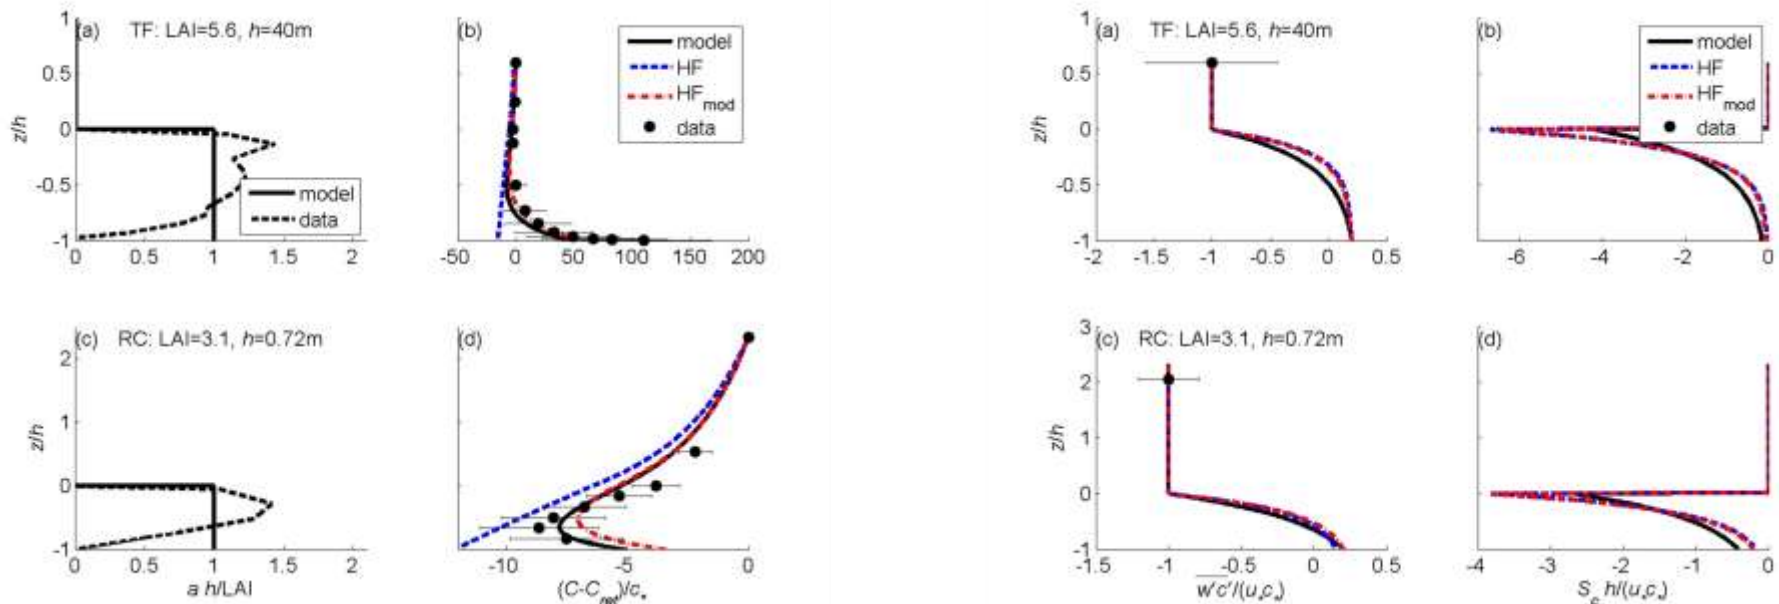 (a) TF: LAI=5.6, h=40m
1
0.5
0
-0.5
-1
z/h
model
data
0 0.5 1 1.5 2
(b)
model
HF
HFmod
data
-50 0 50 100 150 200
(c) RC: LAI=3.1, h=0.72m
2
1
0
-1
z/h
0 0.5 1 1.5 2
a h/LAI
(d)
-10 -5 0
(C-Cref)/c*
(a) TF: LAI=5.6, h=40m
1
0.5
0
-0.5
-1
z/h
-2 -1.5 -1 -0.5 0 0.5
(b)
model
HF
HFmod
data
-6 -4 -2 0
(c) RC: LAI=3.1, h=0.72m
3
2
1
0
-1
z/h
-1.5 -1 -0.5 0 0.5
w'c'/(u*c*)
(d)
-4 -3 -2 -1 0
Sc h/(u*c*)